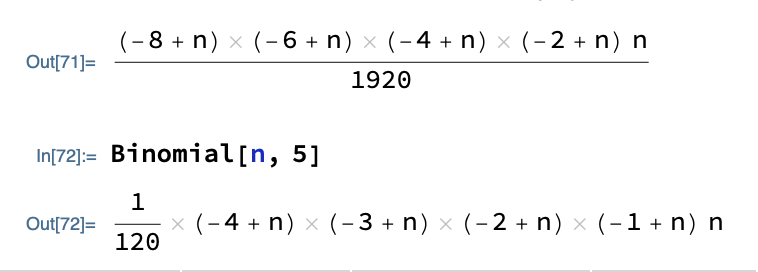 Out[71]= (-8 + n) × (-6 + n) × (-4 + n) × (-2 + n) n
1920
In[72]:= Binomial[n, 5]
Out[72]= 1
120
× (-4 + n) × (-3 + n) × (-2 + n) × (-1 + n) n